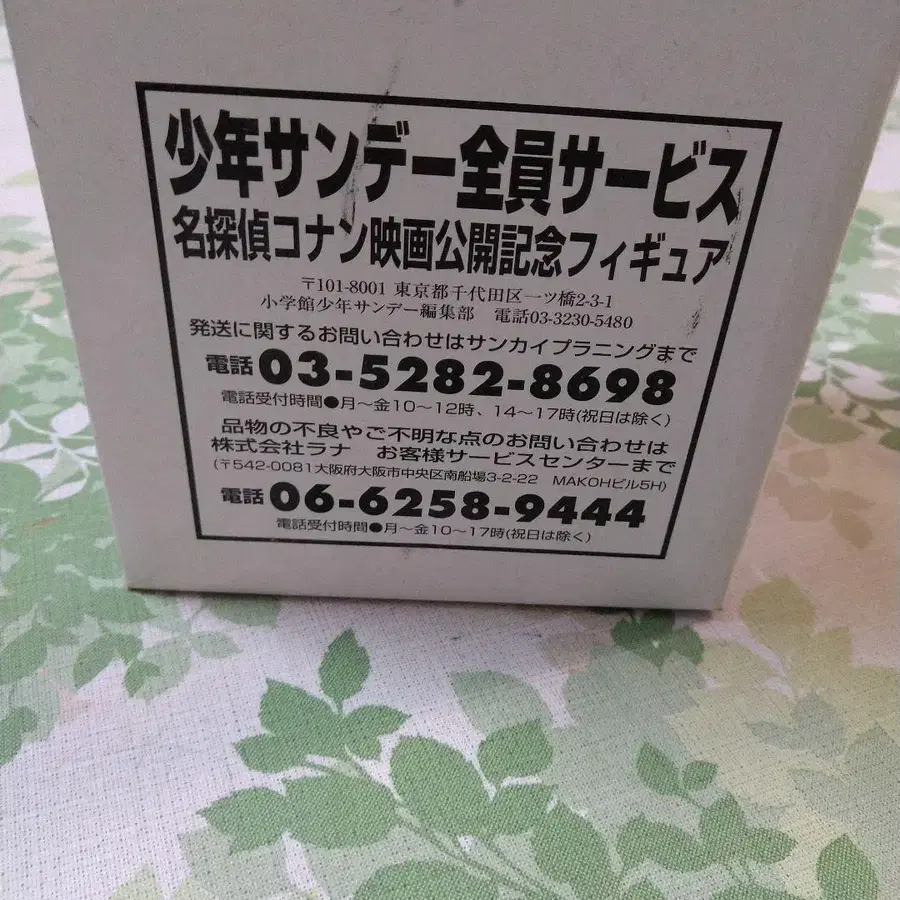 少年サンデー全員サービス
名探偵コナン映画公開記念フィギュア
〒101-8001 東京都千代田区一ツ橋2-3-1
小学館少年サンデー編集部 電話03-3230-5480
発送に関するお問い合わせはサンカイプラニングまで
電話 03-5282-8698
電話受付時間●月〜金10〜12時、14〜17時(祝日は除く)
品物の不良やご不明な点のお問い合わせは
株式会社ラナ お客様サービスセンターまで
(〒542-0081大阪府大阪市中央区南船場3-2-22 MAKOHビル5H)
電話 06-6258-9444
電話受付時間●月〜金10〜17時(祝日は除く)